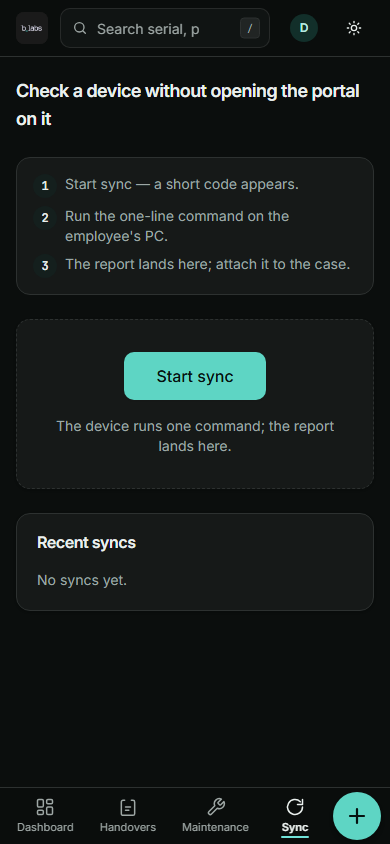 b_labs
Search serial, p
/
D
Check a device without opening the portal
on it
1 Start sync — a short code appears.
2 Run the one-line command on the
employee's PC.
3 The report lands here; attach it to the case.
Start sync
The device runs one command; the report
lands here.
Recent syncs
No syncs yet.
Dashboard Handovers Maintenance Sync